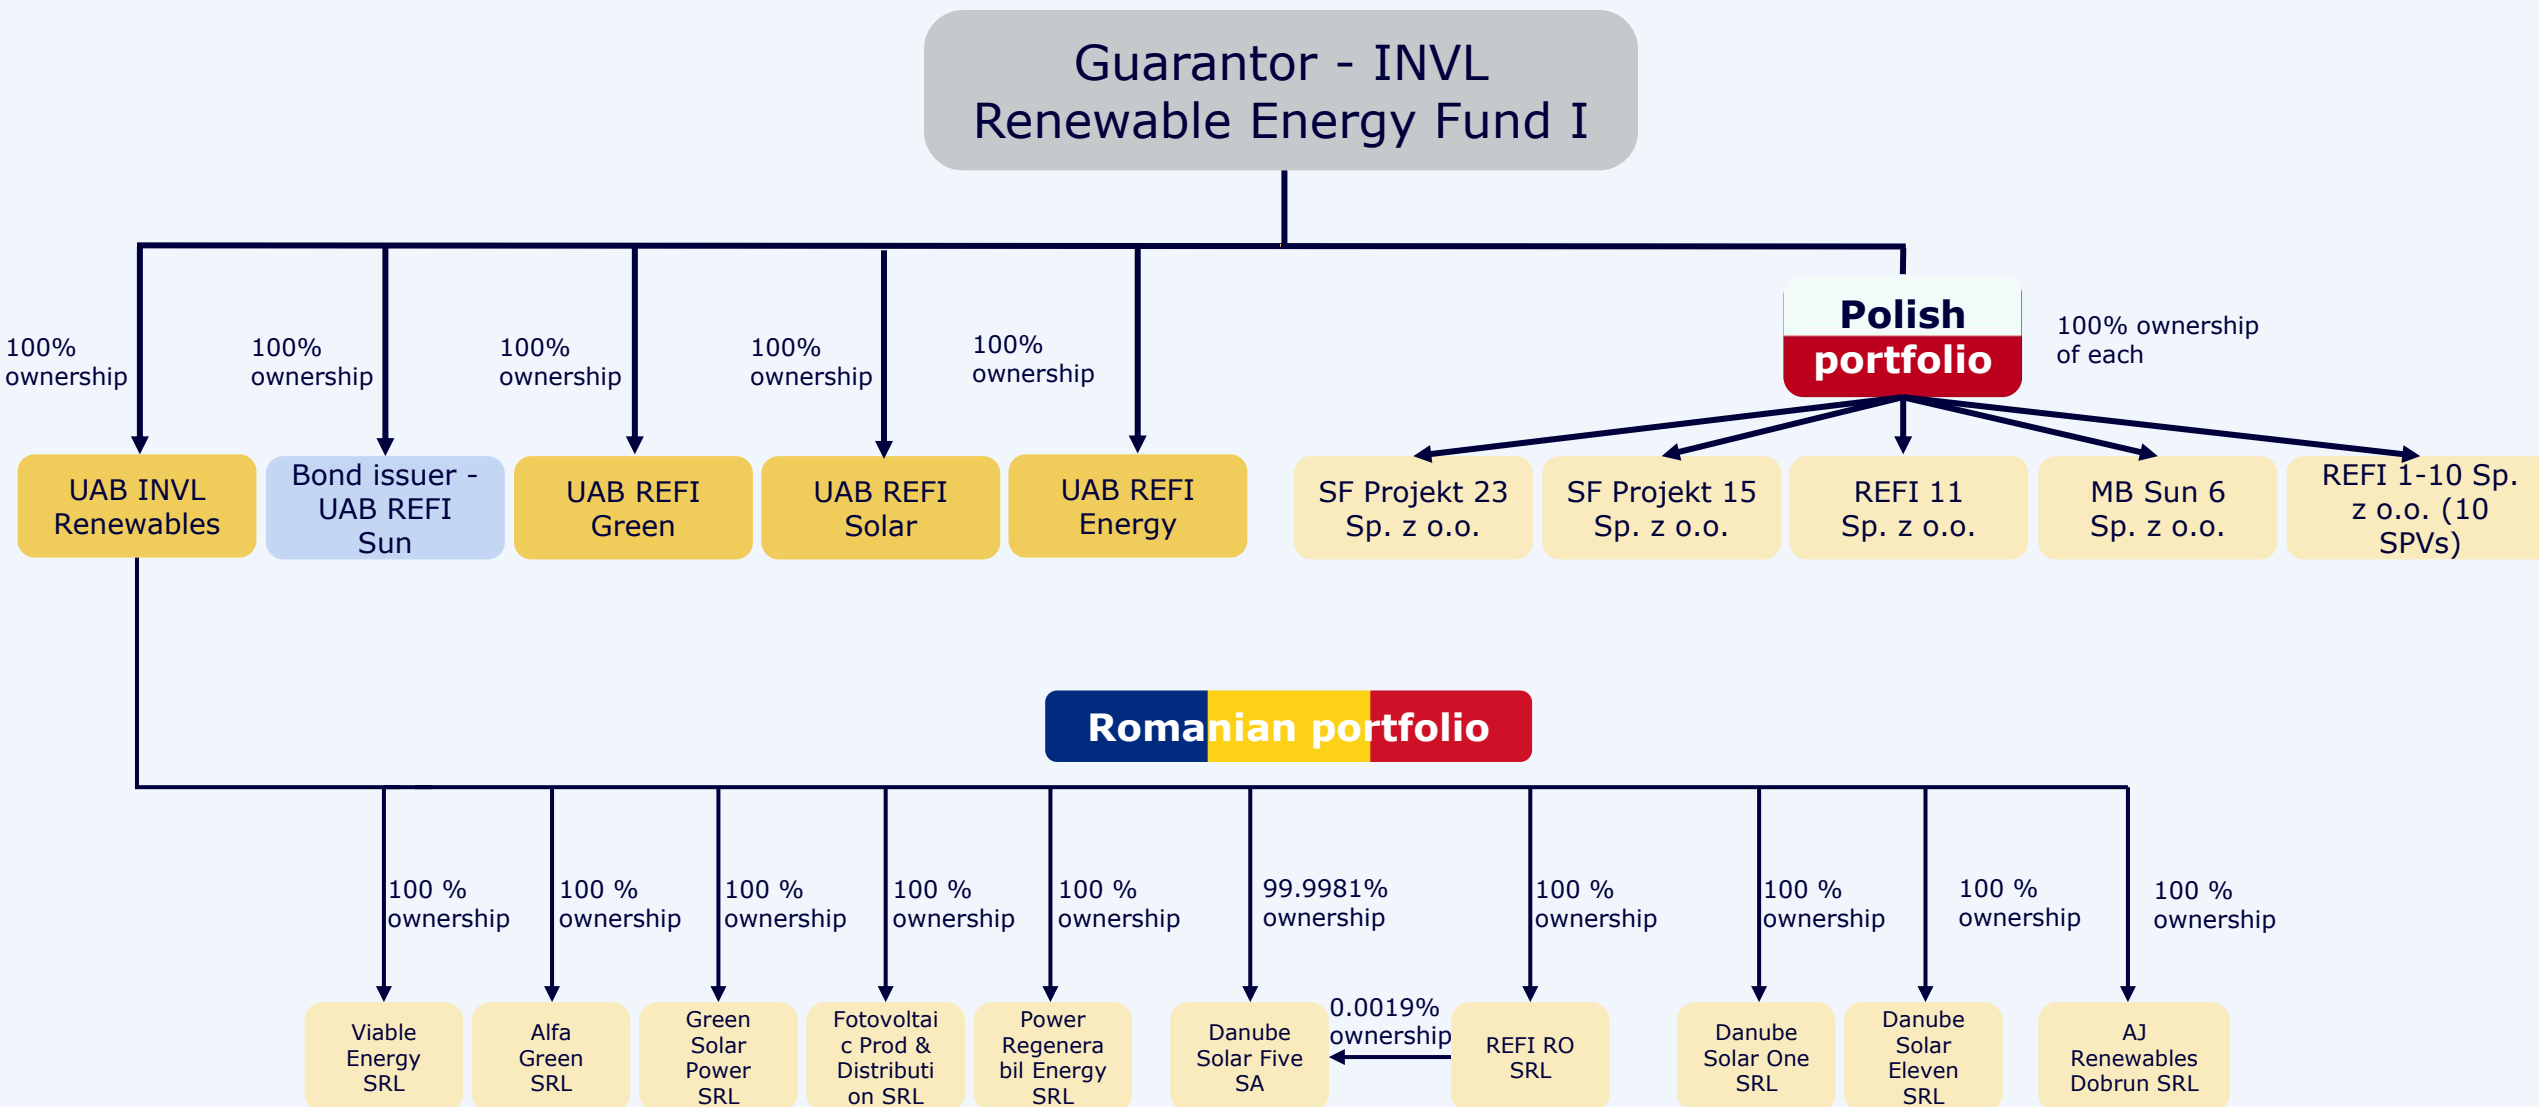 Guarantor - INVL
Renewable Energy Fund I
100%
ownership
100%
ownership
100%
ownership
100%
ownership
100%
ownership
Polish
portfolio
100% ownership
of each
UAB INVL
Renewables
Bond issuer -
UAB REFI
Sun
UAB REFI
Green
UAB REFI
Solar
UAB REFI
Energy
SF Projekt 23
Sp. z o.o.
SF Projekt 15
Sp. z o.o.
REFI 11
Sp. z o.o.
MB Sun 6
Sp. z o.o.
REFI 1-10 Sp.
z o.o. (10
SPVs)
Romanian portfolio
100 %
ownership
100 %
ownership
100 %
ownership
100 %
ownership
100 %
ownership
99.9981%
ownership
100 %
ownership
100 %
ownership
100 %
ownership
100 %
ownership
Viable
Energy
SRL
Alfa
Green
SRL
Green
Solar
Power
SRL
Fotovoltai
c Prod &
Distributi
on SRL
Power
Regenera
bil Energy
SRL
Danube
Solar Five
SA
0.0019%
ownership
REFI RO
SRL
Danube
Solar One
SRL
Danube
Solar
Eleven
SRL
AJ
Renewables
Dobrun SRL